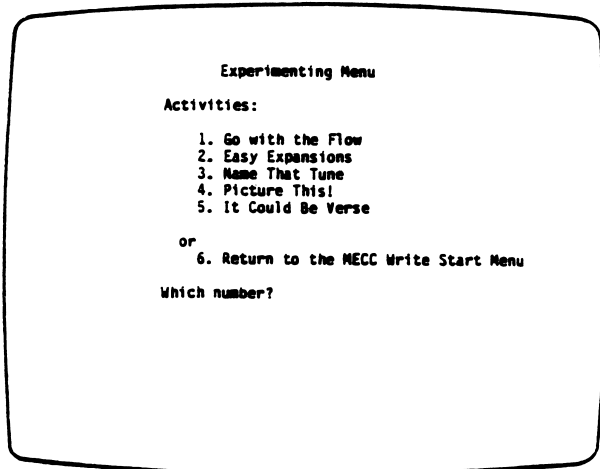 Experimenting Menu
Activities:
1. Go with the Flow
2. Easy Expansions
3. Name That Tune
4. Picture This!
5. It Could Be Verse
or
6. Return to the MECC Write Start Menu
Which number?